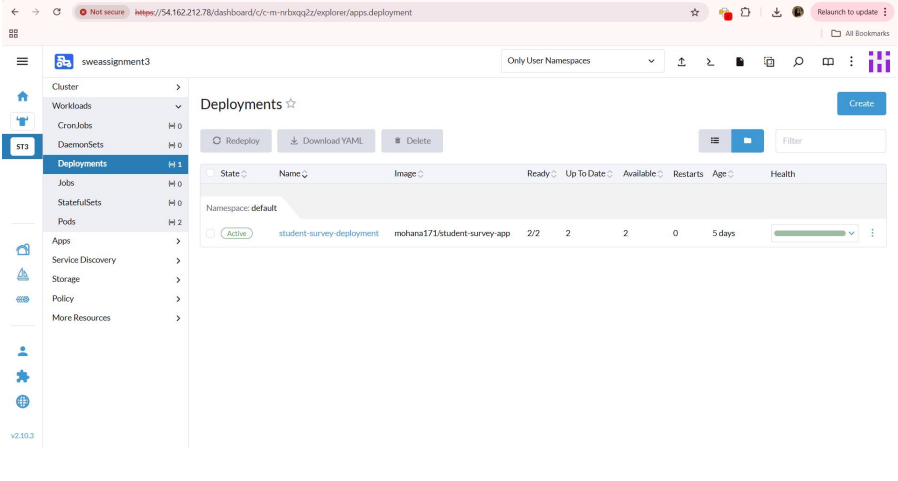 Not secure https://54.162.212.78/dashboard/c/c-m-nrbxqq2z/explorer/apps.deployment
Relaunch to update
All Bookmarks
sweassignment3
Only User Namespaces
Cluster
Workloads
CronJobs 0
DaemonSets 0
ST3
Deployments 1
Jobs 0
StatefulSets 0
Pods 2
Apps
Service Discovery
Storage
Policy
More Resources
v2.10.3
Deployments
Create
Redeploy Download YAML Delete
Filter
State Name Image Ready Up To Date Available Restarts Age Health
Namespace: default
Active student-survey-deployment mohana171/student-survey-app 2/2 2 2 0 5 days